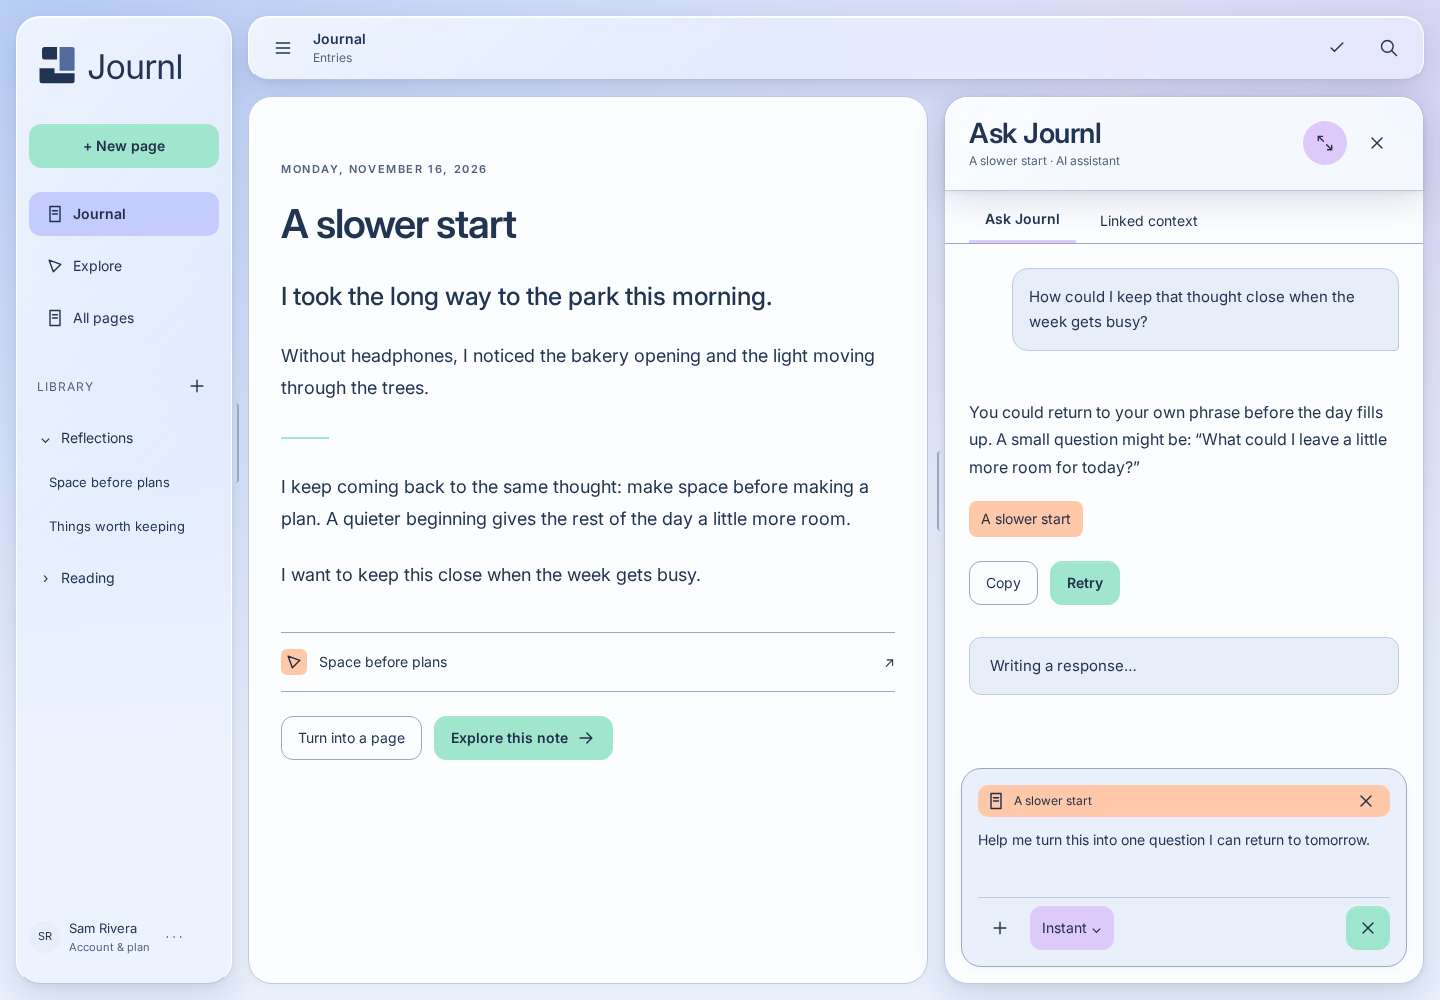 Journl
+ New page
Journal
Explore
All pages
LIBRARY
Reflections
Space before plans
Things worth keeping
Reading
SR
Sam Rivera
Account & plan
Journal
Entries
MONDAY, NOVEMBER 16, 2026
A slower start
I took the long way to the park this morning.
Without headphones, I noticed the bakery opening and the light moving
through the trees.
I keep coming back to the same thought: make space before making a
plan. A quieter beginning gives the rest of the day a little more room.
I want to keep this close when the week gets busy.
Space before plans
Turn into a page
Explore this note
Ask Journl
A slower start · AI assistant
Ask Journl
Linked context
How could I keep that thought close when the
week gets busy?
You could return to your own phrase before the day fills
up. A small question might be: “What could I leave a little
more room for today?”
A slower start
Copy
Retry
Writing a response...
A slower start
Help me turn this into one question I can return to tomorrow.
Instant